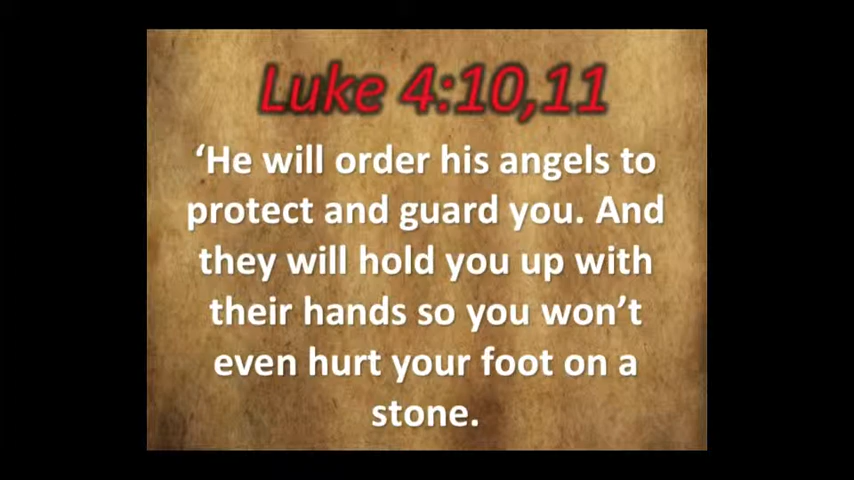 Luke 4:10,11
‘He will order his angels to
protect and guard you. And
they will hold you up with
their hands so you won’t
even hurt your foot on a
stone.